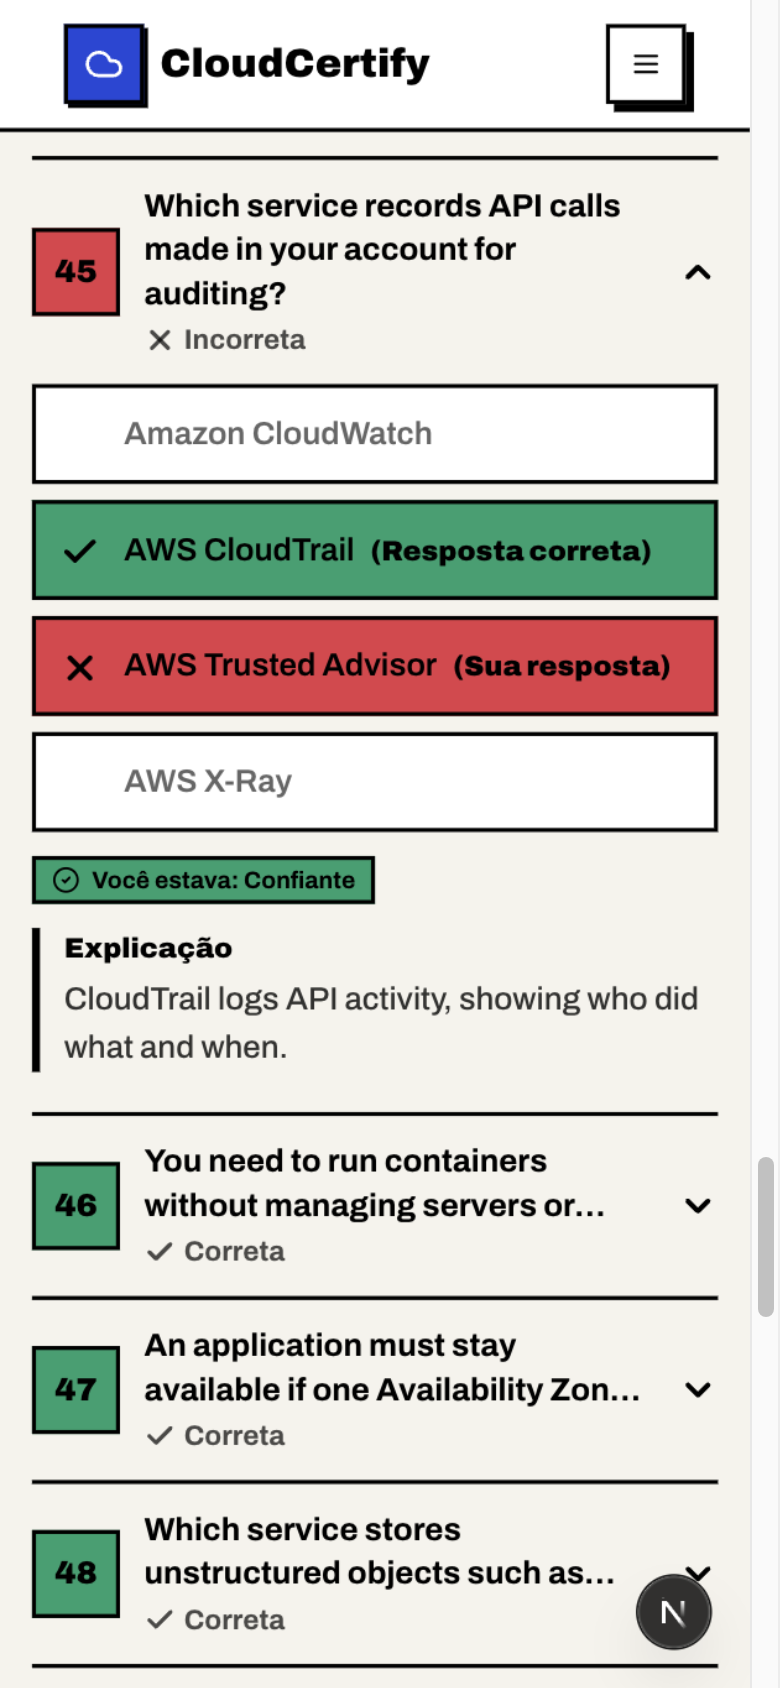 CloudCertify
Which service records API calls
made in your account for
auditing?
45
Incorreta
Amazon CloudWatch
AWS CloudTrail (Resposta correta)
AWS Trusted Advisor (Sua resposta)
AWS X-Ray
Você estava: Confiante
Explicação
CloudTrail logs API activity, showing who did
what and when.
You need to run containers
46
without managing servers or...
Correta
An application must stay
47
available if one Availability Zon...
Correta
Which service stores
48
unstructured objects such as...
Correta
N